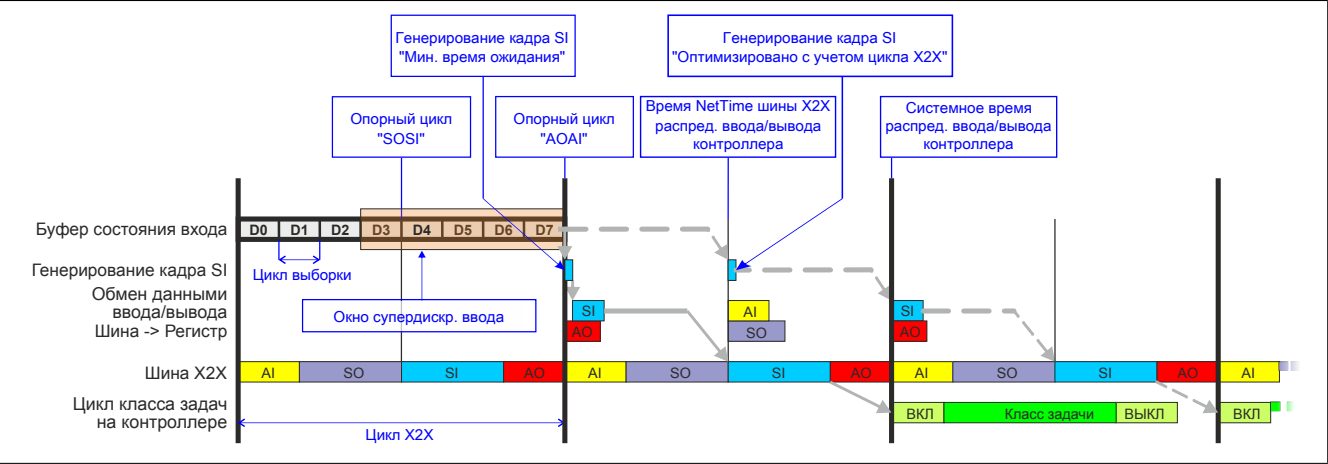 Генерирование кадра SI
"Мин. время ожидания"
Генерирование кадра SI
"Оптимизировано с учетом цикла X2X"
Опорный цикл
"SOSI"
Опорный цикл
"AOAI"
Время NetTime шины X2X
распред. ввода/вывода
контроллера
Системное время
распред. ввода/вывода
контроллера
Буфер состояния входа
D0 D1 D2 D3 D4 D5 D6 D7
Цикл выборки
Генерирование кадра SI
Окно супердискр. ввода
Обмен данными
ввода/вывода
Шина -> Регистр
SI AI SI
AO SO AO
Шина X2X
AI SO SI AO AI SO SI AO AI SO SI AO AI
Цикл класса задач
на контроллере
ВКЛ Класс задачи ВЫКЛ ВКЛ
Цикл X2X